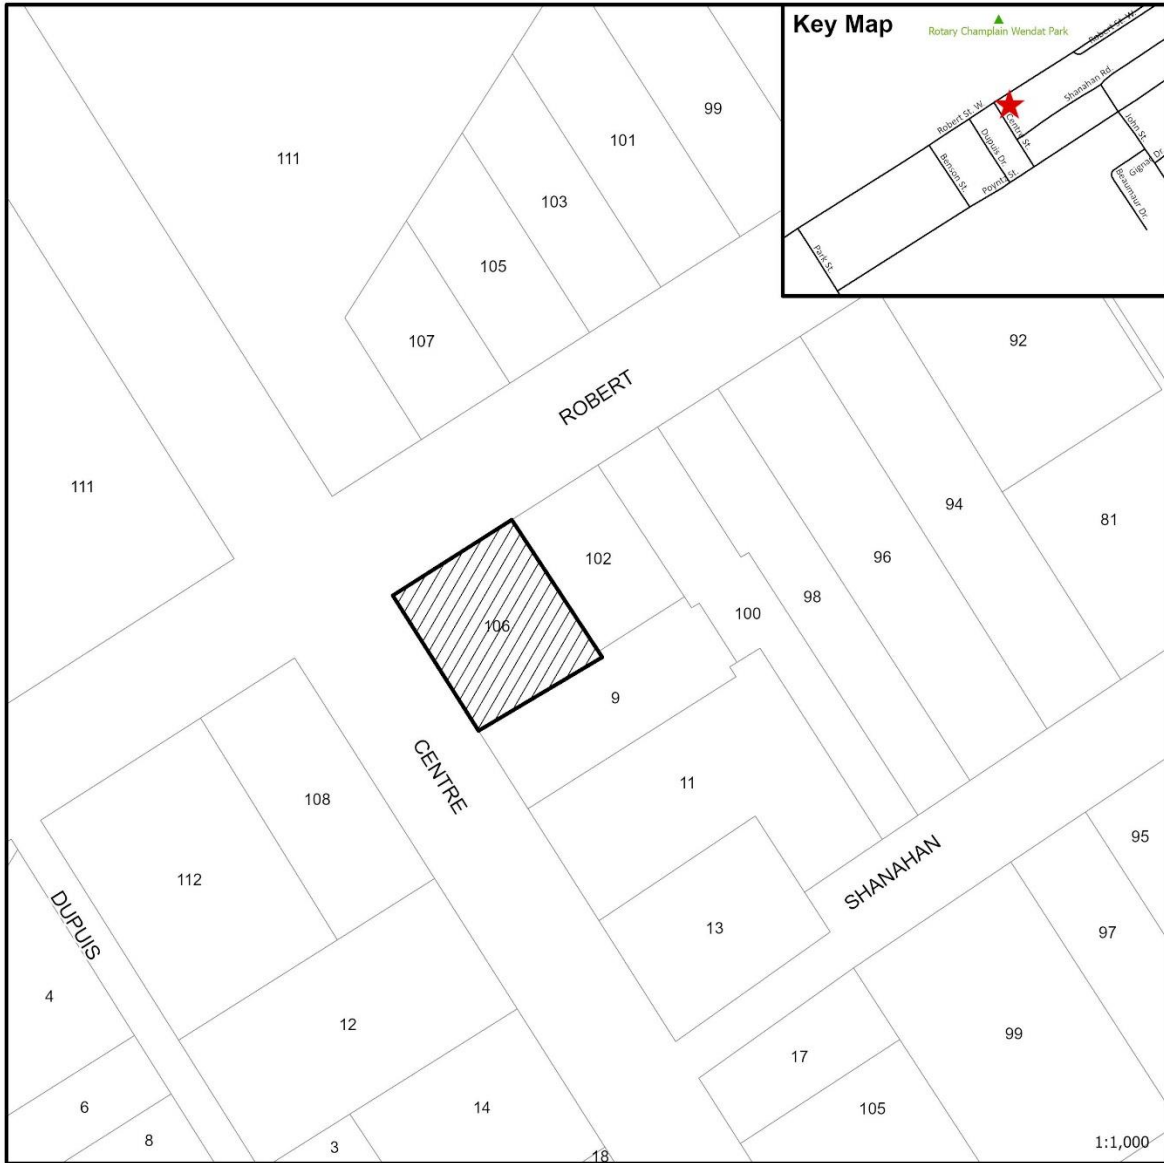 Key Map
Rotary Champlain Wendat Park
Robert St. W.
Shanahan Rd
Robert St. W.
Centre St.
John St.
Dupuis Dr
Benson St.
Gignac Dr.
Poyntz St.
Beaumaur Dr.
Park St.
99
101
111
103
105
107
92
ROBERT
111
94
81
102
96
98
100
106
9
CENTRE
11
108
95
SHANAHAN
112
DUPUIS
13
97
4
12
99
17
6
14
105
8
3
18
1:1,000